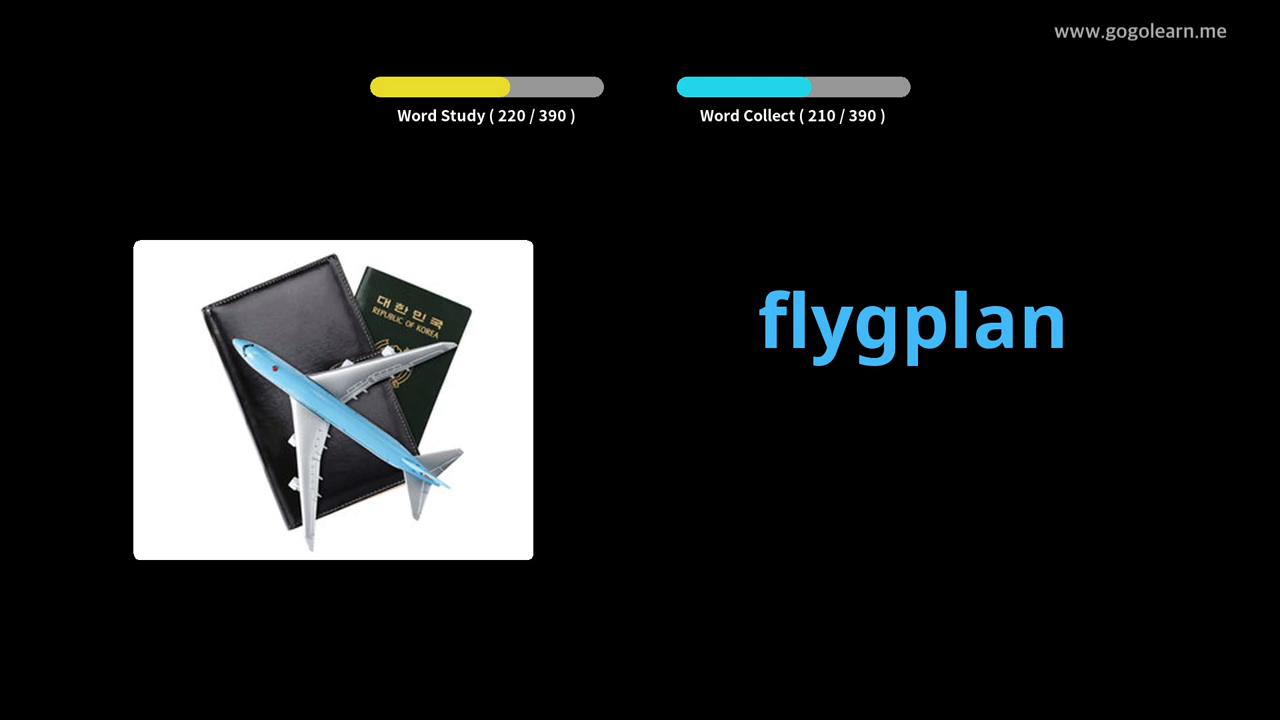 www.gogolearn.me
Word Study ( 220 / 390 )
Word Collect ( 210 / 390 )
대한민국
REPUBLIC OF KOREA
flygplan